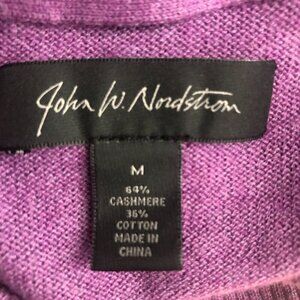 John W. Nordstrom
M
64%
CASHMERE
36%
COTTON
MADE IN
CHINA